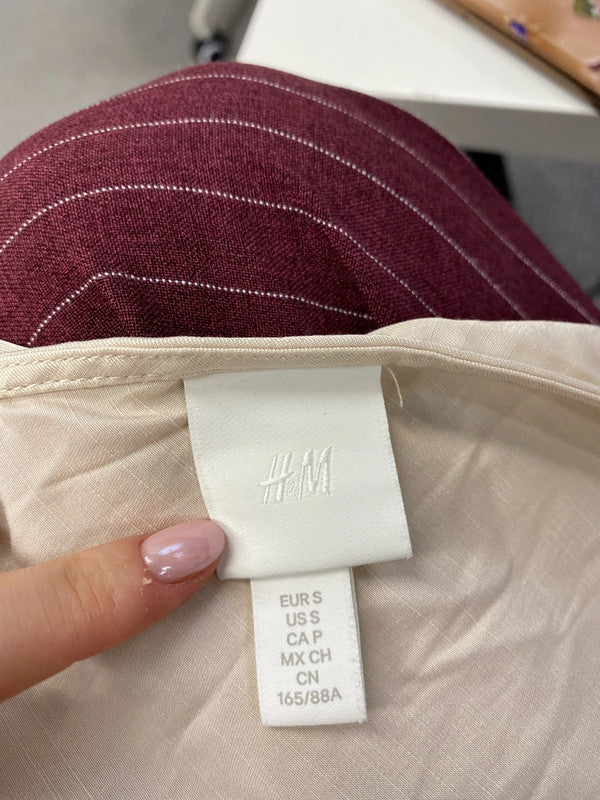 H&M
EUR S
US S
CA P
MX CH
CN
165/88A